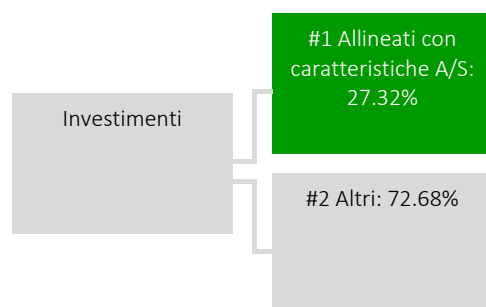 #1 Allineati con
caratteristiche A/S:
27.32%
Investimenti
#2 Altri: 72.68%